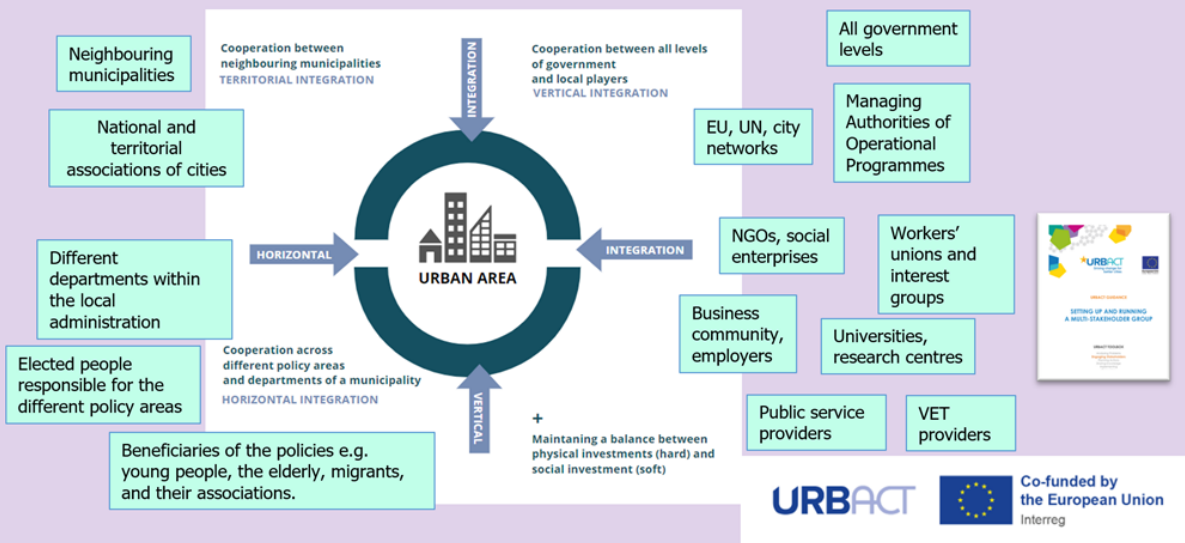 Neighbouring
municipalities
National and
territorial
associations of cities
Cooperation between
neighbouring municipalities
TERRITORIAL INTEGRATION
INTEGRATION
Cooperation between all levels
of government
and local players
VERTICAL INTEGRATION
All government
levels
EU, UN, city
networks
Managing
Authorities of
Operational
Programmes
Different
departments within
the local
administration
HORIZONTAL
URBAN AREA
INTEGRATION
NGOs, social
enterprises
Workers’
unions and
interest
groups
Business
community,
employers
Universities,
research centres
URBACT
SETTING UP AND RUNNING
A MULTI-STAKEHOLDER GROUP
Elected people
responsible for the
different policy areas
Cooperation across
different policy areas
and departments of a municipality
HORIZONTAL INTEGRATION
VERTICAL
+
Maintaning a balance between
physical investments (hard) and
social investment (soft)
Public service
providers
VET
providers
Beneficiaries of the policies e.g.
young people, the elderly, migrants,
and their associations.
URBACT
Co-funded by
the European Union
Interreg